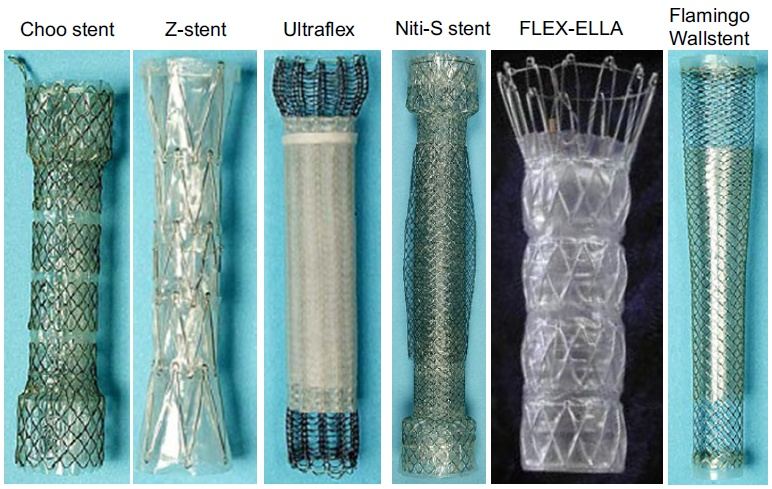 Choo stent
Z-stent
Ultraflex
Niti-S stent
FLEX-ELLA
Flamingo
Wallstent